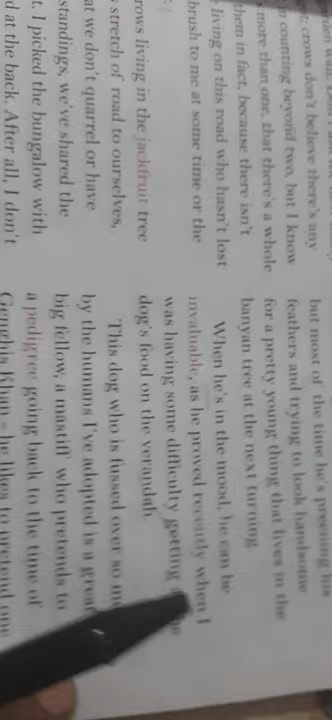 crows don't believe there's any
counting beyond two, but I know
more than one, that there's a whole
them in fact, because there isn't
living on this road who hasn't lost
brush to me at some time or the
rows living in the jackfruit tree
stretch of road to ourselves,
at we don't quarrel or have
standings, we've shared the
t. I picked the bungalow with
d at the back. After all, I don't
but most of the time he's preening his
feathers and trying to look handsome
for a pretty young thing that lives in the
banyan tree at the next turning
When he's in the mood, he can be
invaluable, as he proved recently when I
was having some difficulty getting
dog's food on the verandah.
This dog who is fussed over so m
by the humans I've adopted is a great
big fellow, a mastiff who pretends to
a pedigree going back to the time of
Genghis Khan - he likes to pretend one